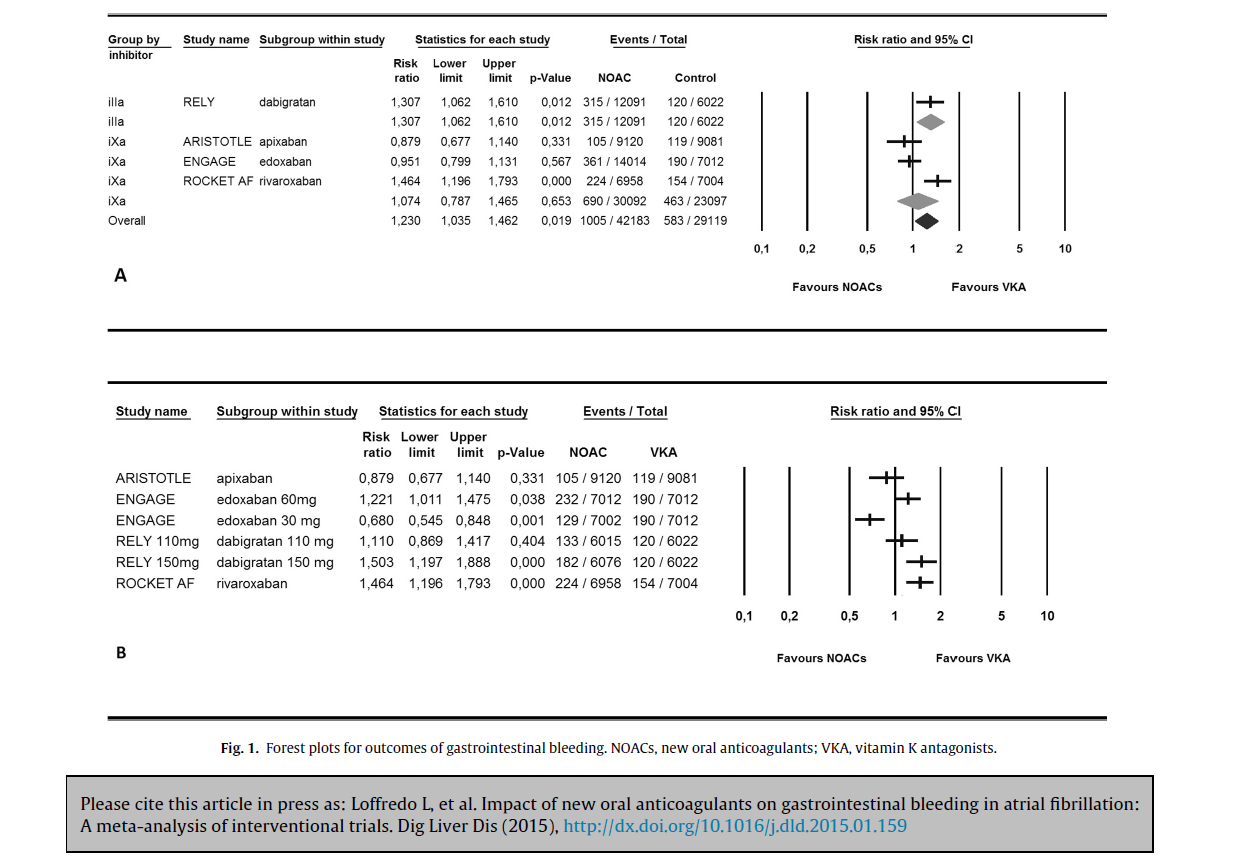 Group by Study name Subgroup within study Statistics for each study Events / Total Risk ratio and 95% CI
inhibitor
Risk Lower Upper
ratio limit limit p-Value NOAC Control
iIIa RELY dabigratan 1,307 1,062 1,610 0,012 315 / 12091 120 / 6022
iIIa 1,307 1,062 1,610 0,012 315 / 12091 120 / 6022
iXa ARISTOTLE apixaban 0,879 0,677 1,140 0,331 105 / 9120 119 / 9081
iXa ENGAGE edoxaban 0,951 0,799 1,131 0,567 361 / 14014 190 / 7012
iXa ROCKET AF rivaroxaban 1,464 1,196 1,793 0,000 224 / 6958 154 / 7004
iXa 1,074 0,787 1,465 0,653 690 / 30092 463 / 23097
Overall 1,230 1,035 1,462 0,019 1005 / 42183 583 / 29119
0,1 0,2 0,5 1 2 5 10
A
Favours NOACs Favours VKA
Study name Subgroup within study Statistics for each study Events / Total Risk ratio and 95% CI
Risk Lower Upper
ratio limit limit p-Value NOAC VKA
ARISTOTLE apixaban 0,879 0,677 1,140 0,331 105 / 9120 119 / 9081
ENGAGE edoxaban 60mg 1,221 1,011 1,475 0,038 232 / 7012 190 / 7012
ENGAGE edoxaban 30 mg 0,680 0,545 0,848 0,001 129 / 7002 190 / 7012
RELY 110mg dabigratan 110 mg 1,110 0,869 1,417 0,404 133 / 6015 120 / 6022
RELY 150mg dabigratan 150 mg 1,503 1,197 1,888 0,000 182 / 6076 120 / 6022
ROCKET AF rivaroxaban 1,464 1,196 1,793 0,000 224 / 6958 154 / 7004
0,1 0,2 0,5 1 2 5 10
B
Favours NOACs Favours VKA
Fig. 1. Forest plots for outcomes of gastrointestinal bleeding. NOACs, new oral anticoagulants; VKA, vitamin K antagonists.
Please cite this article in press as: Loffredo L, et al. Impact of new oral anticoagulants on gastrointestinal bleeding in atrial fibrillation:
A meta-analysis of interventional trials. Dig Liver Dis (2015), http://dx.doi.org/10.1016/j.dld.2015.01.159